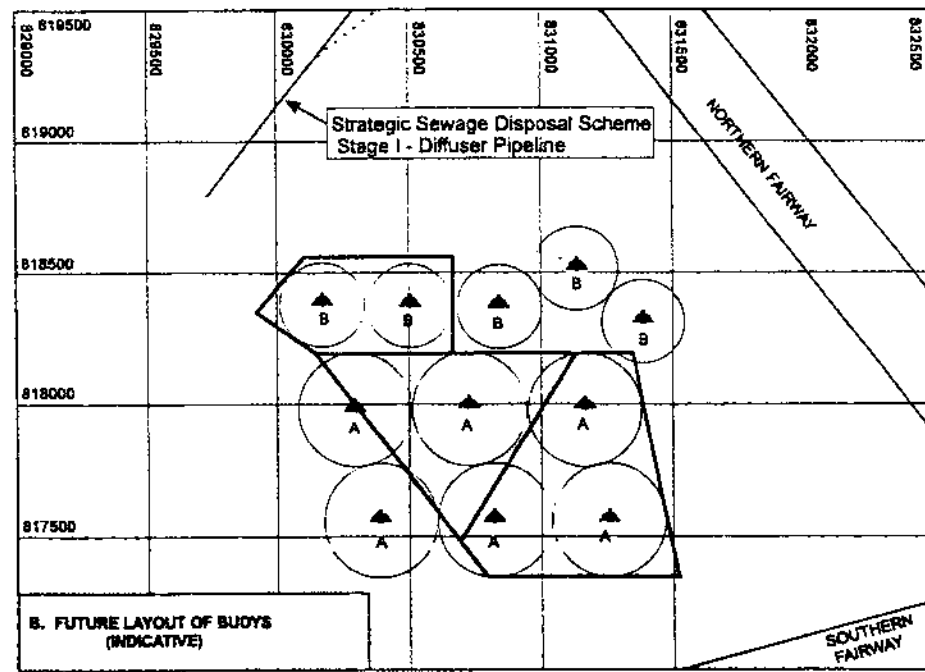 819500
829000
829500
830000
830500
831000
831500
832000
832500
Strategic Sewage Disposal Scheme
Stage I - Diffuser Pipeline
NORTHERN FAIRWAY
819000
818500
B
B
B
B
B
818000
A
A
A
817500
A
A
A
B. FUTURE LAYOUT OF BUOYS
(INDICATIVE)
SOUTHERN
FAIRWAY